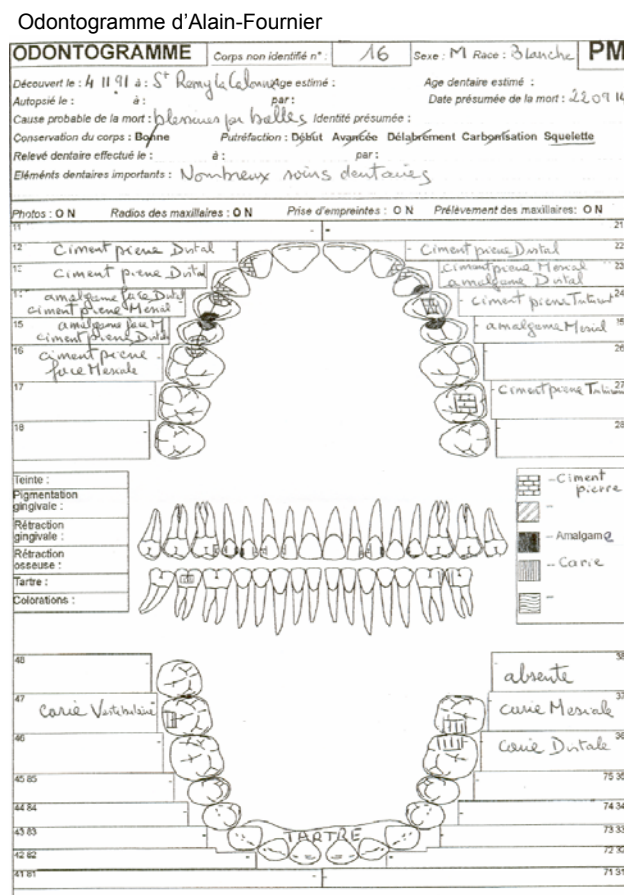 Odontogramme d’Alain-Fournier
ODONTOGRAMME Corps non identifié n° : 16 Sexe : M Race : Blanche PM
Découvert le : 4 11 91 à : St Remy la Calonne Age estimé : Age dentaire estimé :
Autopsié le : à : par : Date présumée de la mort : 22 09 14
Cause probable de la mort : blessures par balles Identité présumée :
Conservation du corps : Bonne Putréfaction : Début Avancée Délabrement Carbonisation Squelette
Relevé dentaire effectué le : à : par :
Eléments dentaires importants : Nombreux soins dentaires
Photos : O N Radios des maxillaires : O N Prise d'empreintes : O N Prélèvement des maxillaires : O N
11 21
12 ciment pierre Distal Ciment pierre Distal 22
ciment pierre Distal ciment pierre Mesial 23
amalgame Distal
amalgame face Distal ciment pierre 24
ciment pierre Mesial
15 amalgame face M amalgame Mesial
ciment pierre
16 ciment pierre 26
face Mesiale
17 Ciment pierre 27
18 28
Teinte :
Pigmentation
gingivale :
Rétraction
gingivale :
Rétraction
osseuse :
Tartre :
Colorations :
- Ciment
pierre
-
- Amalgame
- Carie
-
48 absente 38
47 carie Vestibulaire carie Mesiale 37
46 Carie Distale 36
45 85 75 35
44 84 74 34
43 83 TARTRE 73 33
42 82 72 32
41 81 71 31